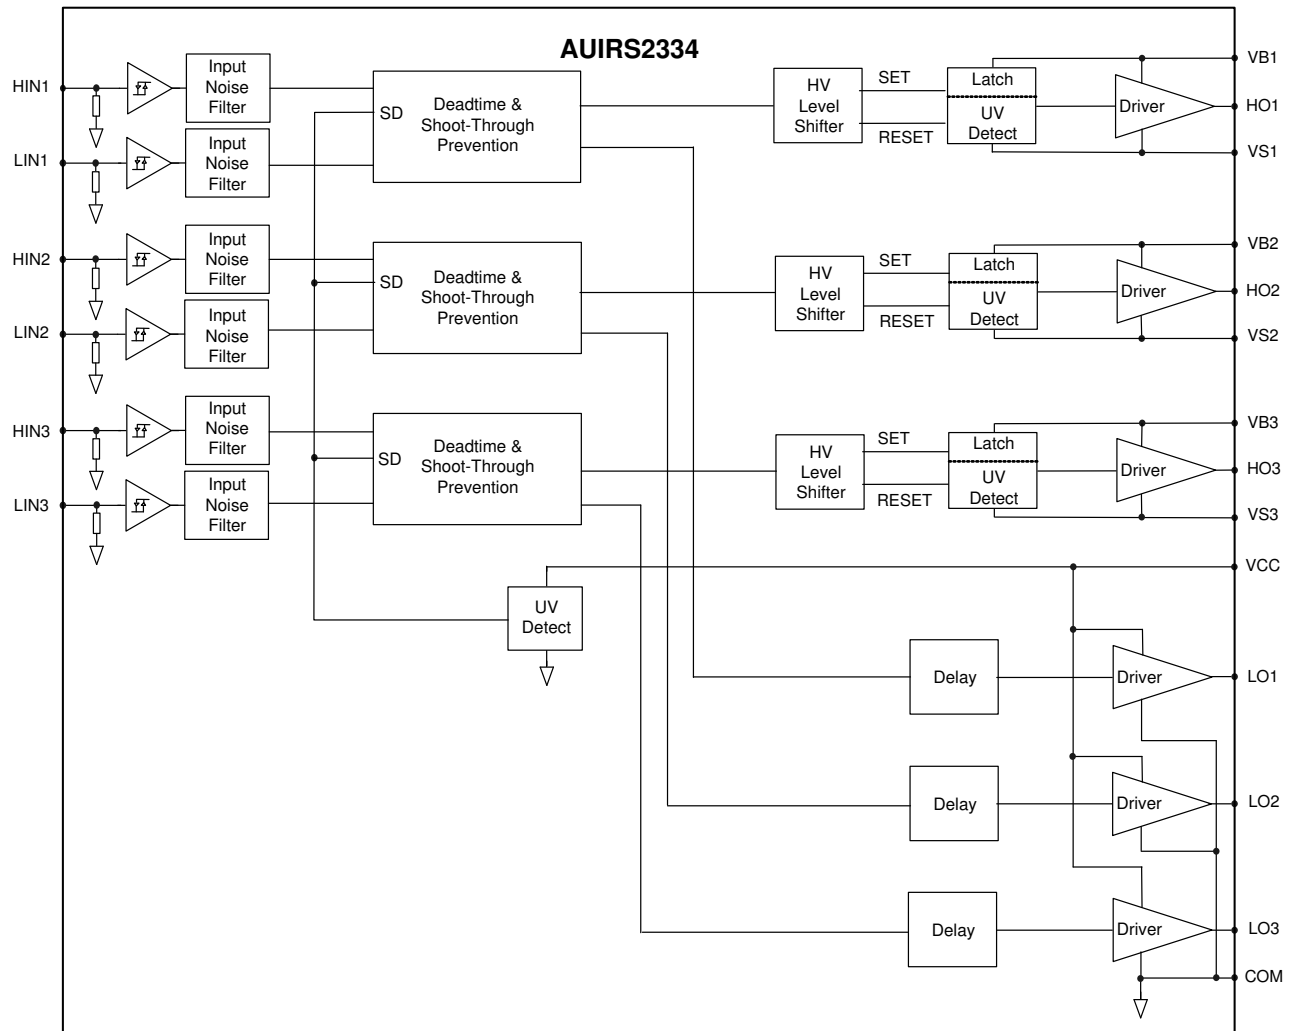 AUIRS2334
HIN1
Input
Noise
Filter
LIN1
Input
Noise
Filter
SD
Deadtime &
Shoot-Through
Prevention
HV
Level
Shifter
SET
RESET
Latch
UV
Detect
Driver
VB1
HO1
VS1
HIN2
Input
Noise
Filter
LIN2
Input
Noise
Filter
SD
Deadtime &
Shoot-Through
Prevention
HV
Level
Shifter
SET
RESET
Latch
UV
Detect
Driver
VB2
HO2
VS2
HIN3
Input
Noise
Filter
LIN3
Input
Noise
Filter
SD
Deadtime &
Shoot-Through
Prevention
HV
Level
Shifter
SET
RESET
Latch
UV
Detect
Driver
VB3
HO3
VS3
VCC
UV
Detect
Delay
Driver
LO1
Delay
Driver
LO2
Delay
Driver
LO3
COM